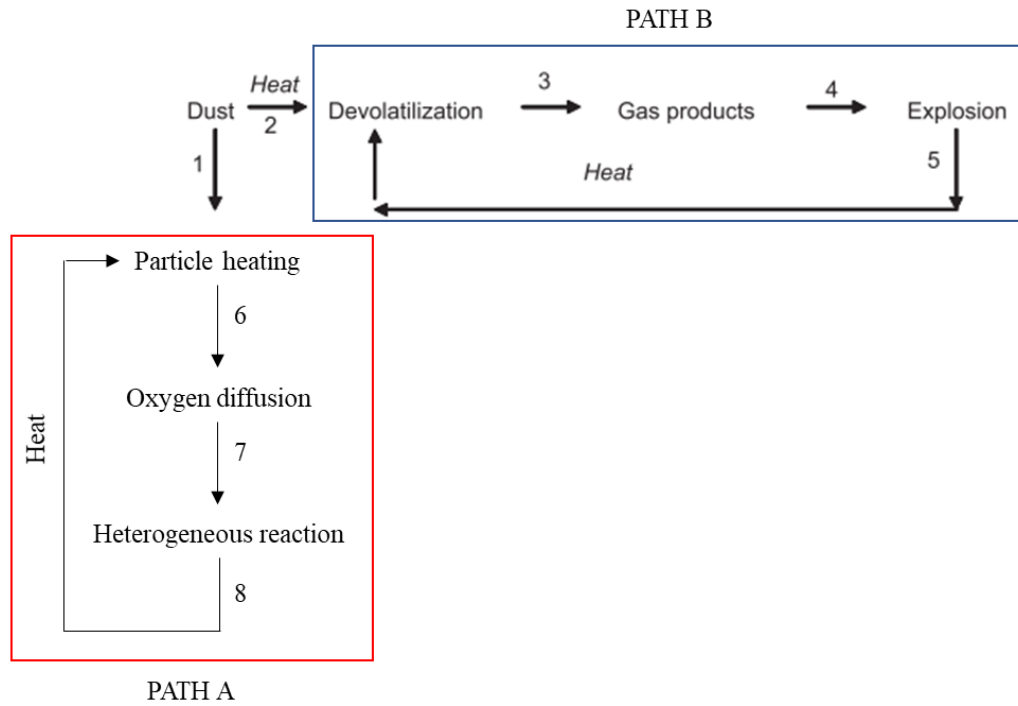 PATH B
Heat
Dust
2
Devolatilization
3
Gas products
4
Explosion
1
Heat
5
Particle heating
6
Oxygen diffusion
Heat
7
Heterogeneous reaction
8
PATH A